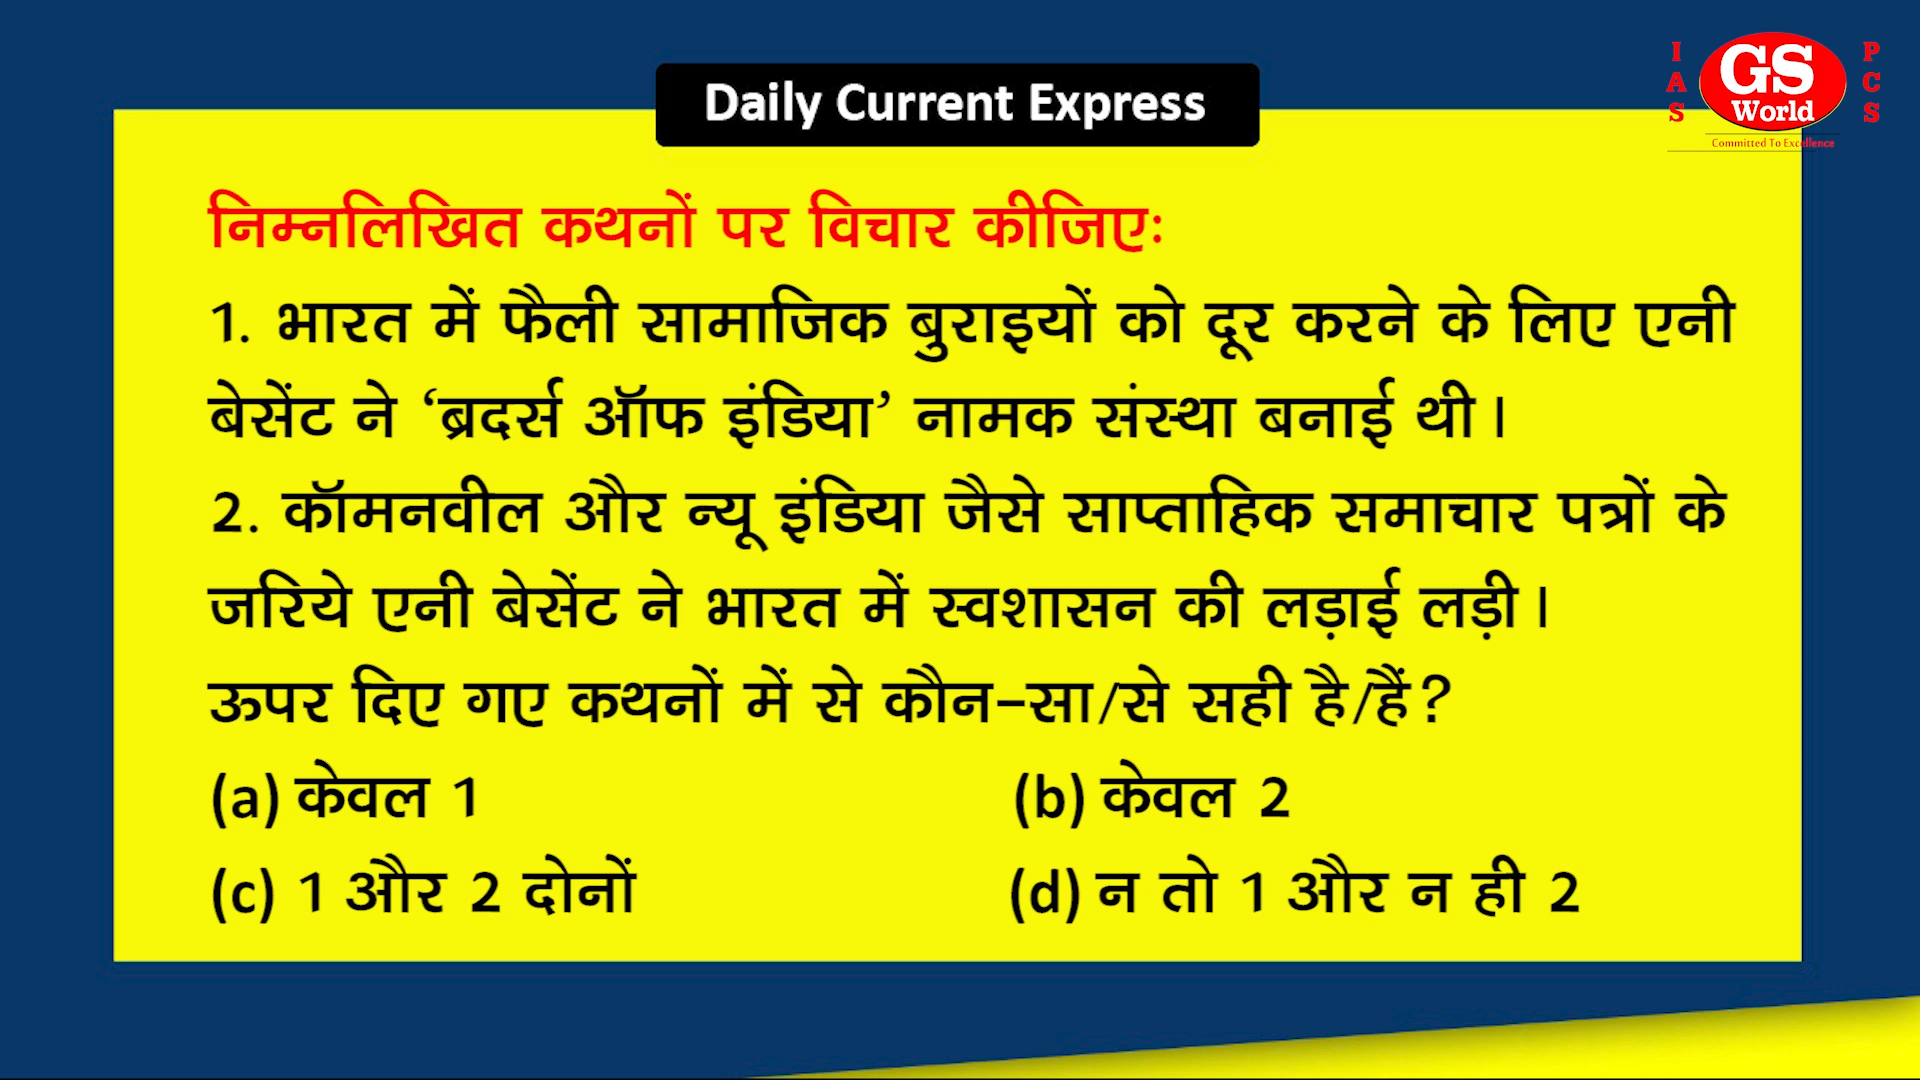 Daily Current Express
IAS
GS
World
PCS
Committed To Excellence
निम्नलिखित कथनों पर विचार कीजिएः
1. भारत में फैली सामाजिक बुराइयों को दूर करने के लिए एनी
बेसेंट ने ‘ब्रदर्स ऑफ इंडिया’ नामक संस्था बनाई थी।
2. कॉमनवील और न्यू इंडिया जैसे साप्ताहिक समाचार पत्रों के
जरिये एनी बेसेंट ने भारत में स्वशासन की लड़ाई लड़ी।
ऊपर दिए गए कथनों में से कौन-सा/से सही है/हैं?
(a) केवल 1 (b) केवल 2
(c) 1 और 2 दोनों (d) न तो 1 और न ही 2